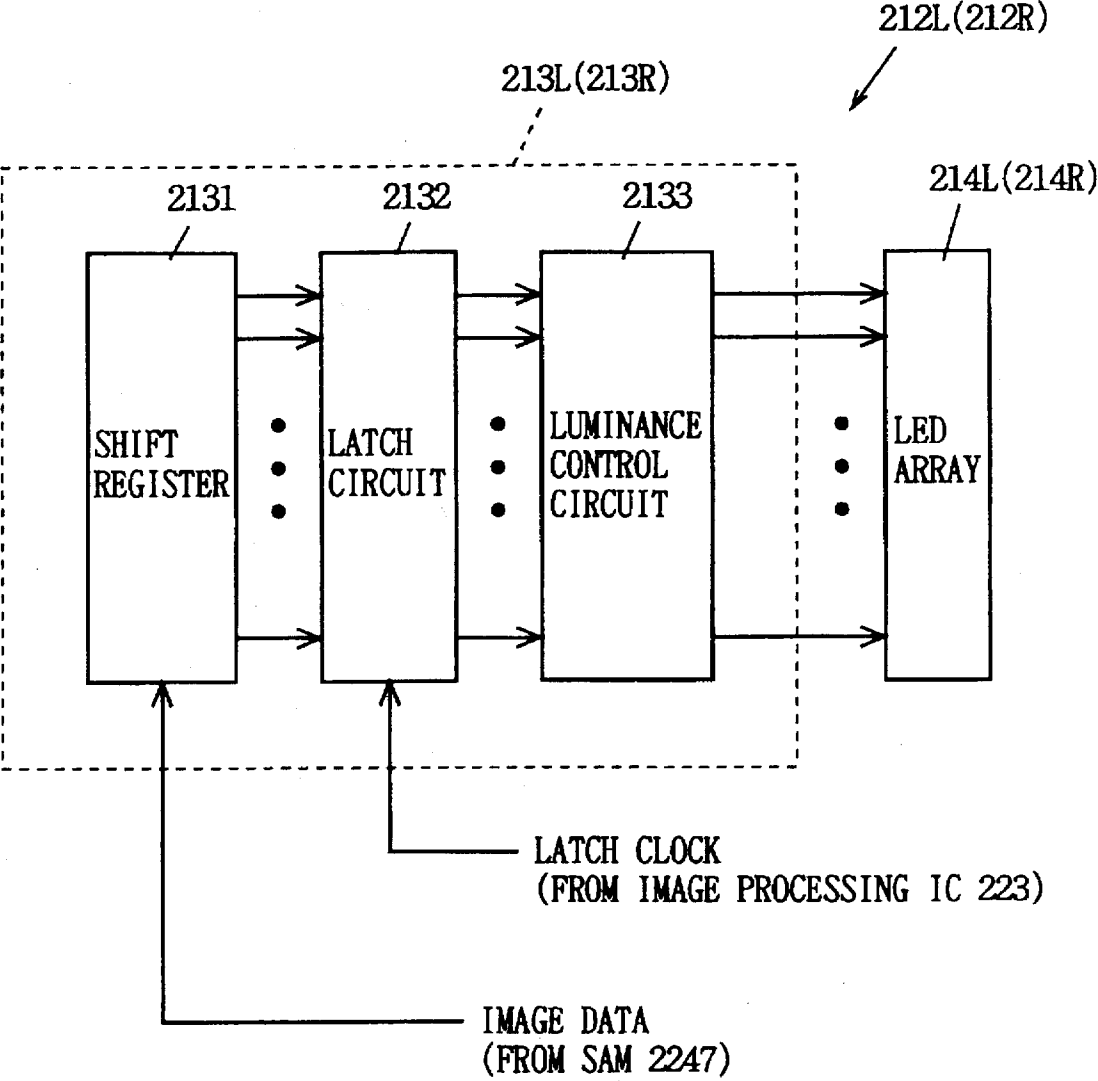 212L(212R)
213L(213R)
2131
2132
2133
214L(214R)
SHIFT
REGISTER
LATCH
CIRCUIT
LUMINANCE
CONTROL
CIRCUIT
LED
ARRAY
LATCH CLOCK
(FROM IMAGE PROCESSING IC 223)
IMAGE DATA
(FROM SAM 2247)